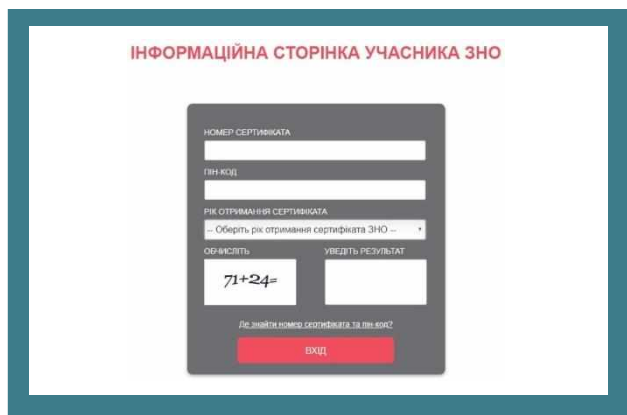 ІНФОРМАЦІЙНА СТОРІНКА УЧАСНИКА ЗНО
НОМЕР СЕРТИФІКАТА
ПІН-КОД
РІК ОТРИМАННЯ СЕРТИФІКАТА
-- Оберіть рік отримання сертифіката ЗНО --
ОБЧИСЛІТЬ УВЕДІТЬ РЕЗУЛЬТАТ
71+24=
Де знайти номер сертифіката та пін-код?
ВХІД